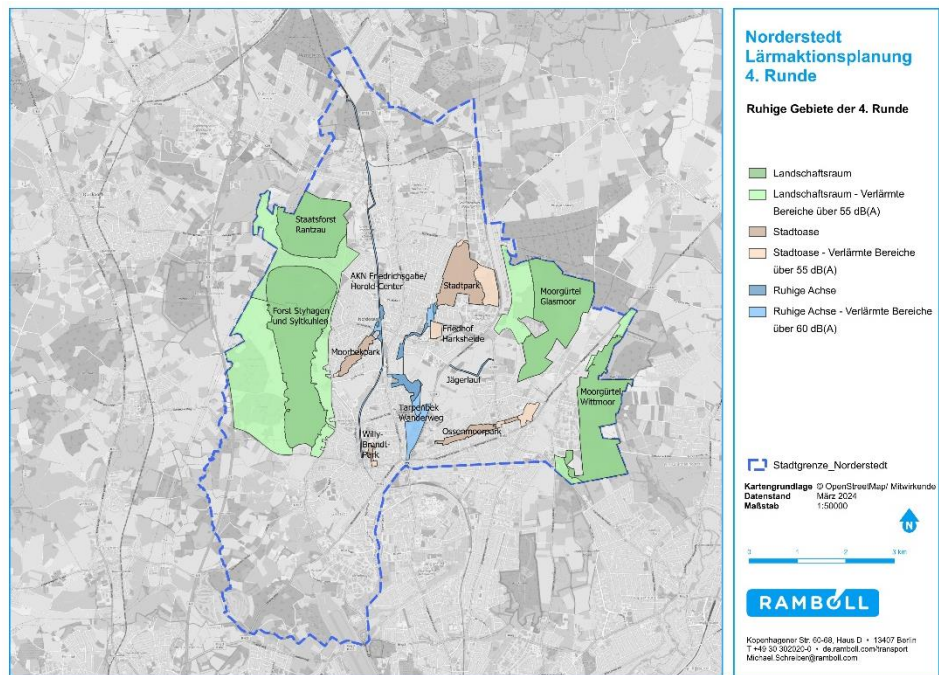 Staatsforst
Rantzau
AKN Friedrichsgabe/
Horold-Center
Stadtpark
Moorgürtel
Glasmoor
Forst Styhagen
und Syltkuhlen
Friedhof
Harksheide
Moorbekpark
Jägerlauf
Moorgürtel
Wittmoor
Tarpenbek
Wanderweg
Ossenmoorpark
Willy-
Brandt-
Park
Norderstedt
Lärmaktionsplanung
4. Runde
Ruhige Gebiete der 4. Runde
Landschaftsraum
Landschaftsraum - Verlärmte
Bereiche über 55 dB(A)
Stadtoase
Stadtoase - Verlärmte Bereiche
über 55 dB(A)
Ruhige Achse
Ruhige Achse - Verlärmte Bereiche
über 60 dB(A)
Stadtgrenze_Norderstedt
Kartengrundlage © OpenStreetMap/ Mitwirkende
Datenstand März 2024
Maßstab 1:50000
N
0 1 2 3 km
RAMBOLL
Kopenhagener Str. 60-68, Haus D • 13407 Berlin
T +49 30 302020-0 • de.ramboll.com/transport
Michael.Schreiber@ramboll.com